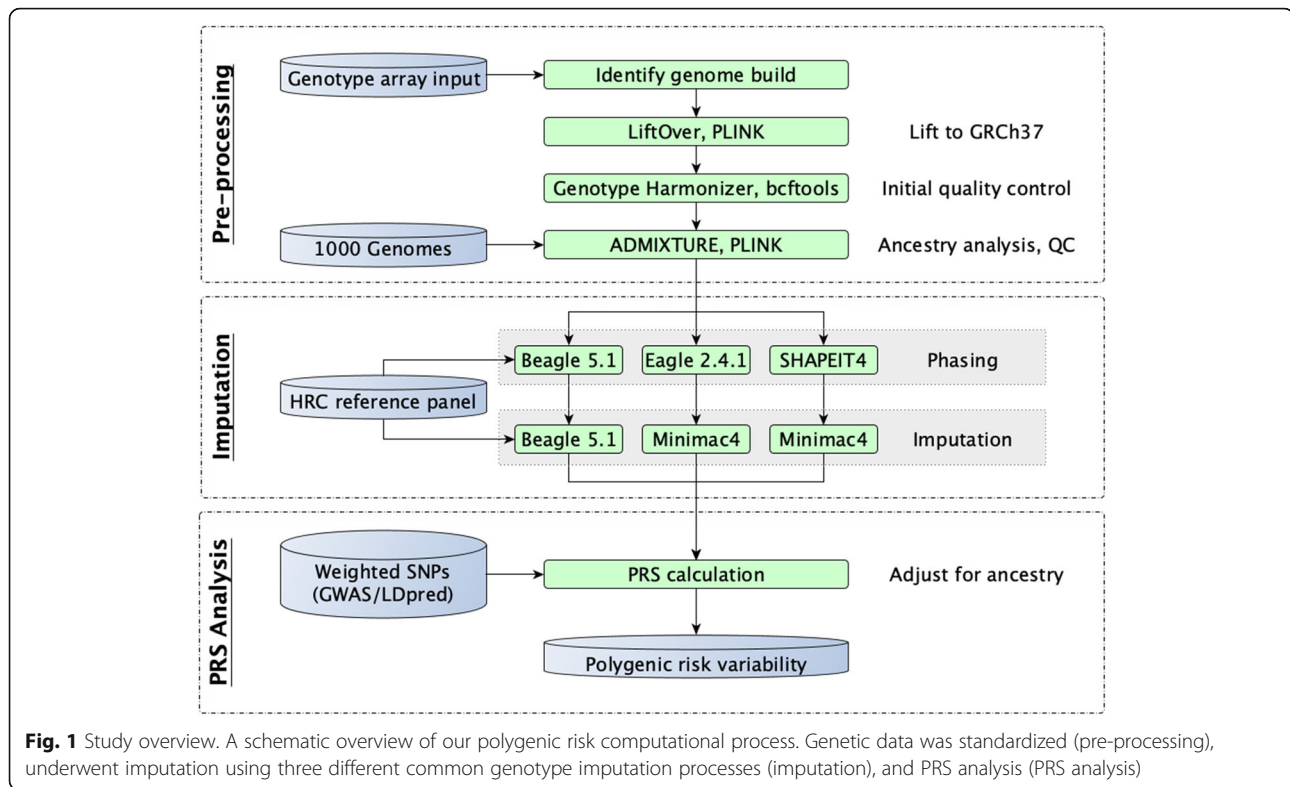 Pre-processing
Genotype array input
Identify genome build
LiftOver, PLINK
Lift to GRCh37
Genotype Harmonizer, bcftools
Initial quality control
1000 Genomes
ADMIXTURE, PLINK
Ancestry analysis, QC
Imputation
Beagle 5.1
Eagle 2.4.1
SHAPEIT4
Phasing
HRC reference panel
Beagle 5.1
Minimac4
Minimac4
Imputation
PRS Analysis
Weighted SNPs
(GWAS/LDpred)
PRS calculation
Adjust for ancestry
Polygenic risk variability
Fig. 1 Study overview. A schematic overview of our polygenic risk computational process. Genetic data was standardized (pre-processing),
underwent imputation using three different common genotype imputation processes (imputation), and PRS analysis (PRS analysis)